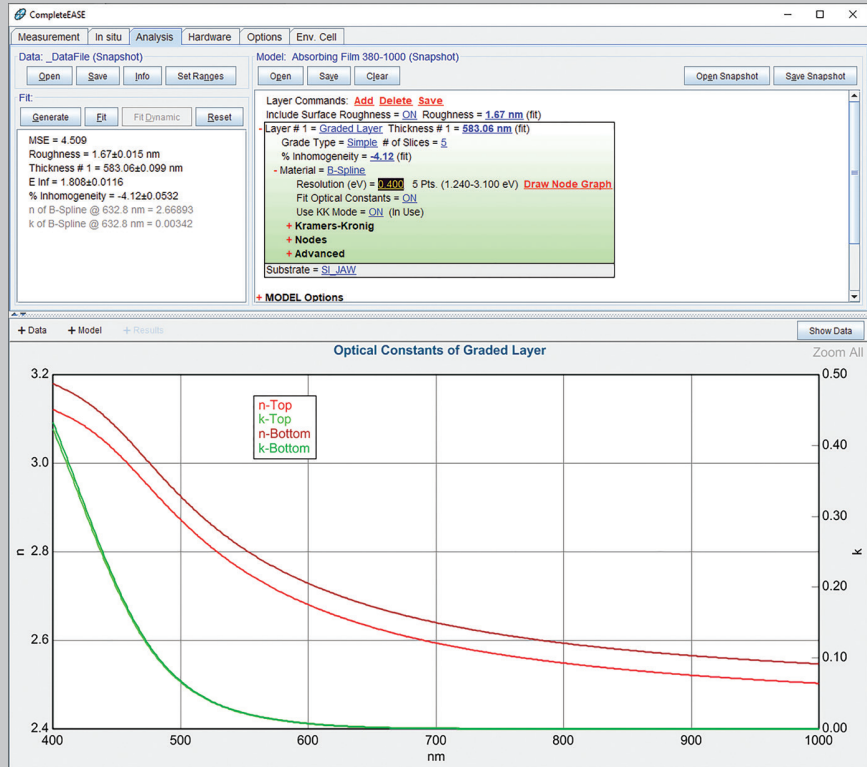 CompleteEASE
Measurement In situ Analysis Hardware Options Env. Cell
Data: _DataFile (Snapshot)
Open Save Info Set Ranges
Fit:
Generate Fit Fit Dynamic Reset
MSE = 4.509
Roughness = 1.67±0.015 nm
Thickness # 1 = 583.06±0.099 nm
E Inf = 1.808±0.0116
% Inhomogeneity = -4.12±0.0532
n of B-Spline @ 632.8 nm = 2.66893
k of B-Spline @ 632.8 nm = 0.00342
Model: Absorbing Film 380-1000 (Snapshot)
Open Save Clear Open Snapshot Save Snapshot
Layer Commands: Add Delete Save
Include Surface Roughness = ON Roughness = 1.67 nm (fit)
- Layer # 1 = Graded Layer Thickness # 1 = 583.06 nm (fit)
Grade Type = Simple # of Slices = 5
% Inhomogeneity = -4.12 (fit)
- Material = B-Spline
Resolution (eV) = 0.400 5 Pts. (1.240-3.100 eV) Draw Node Graph
Fit Optical Constants = ON
Use KK Mode = ON (In Use)
+ Kramers-Kronig
+ Nodes
+ Advanced
Substrate = SI_JAW
+ MODEL Options
+ Data + Model + Results Show Data
Optical Constants of Graded Layer
Zoom All
n-Top
k-Top
n-Bottom
k-Bottom
3.2
3.0
2.8
2.6
2.4
n
0.50
0.40
0.30
0.20
0.10
0.00
k
400 500 600 700 800 900 1000
nm